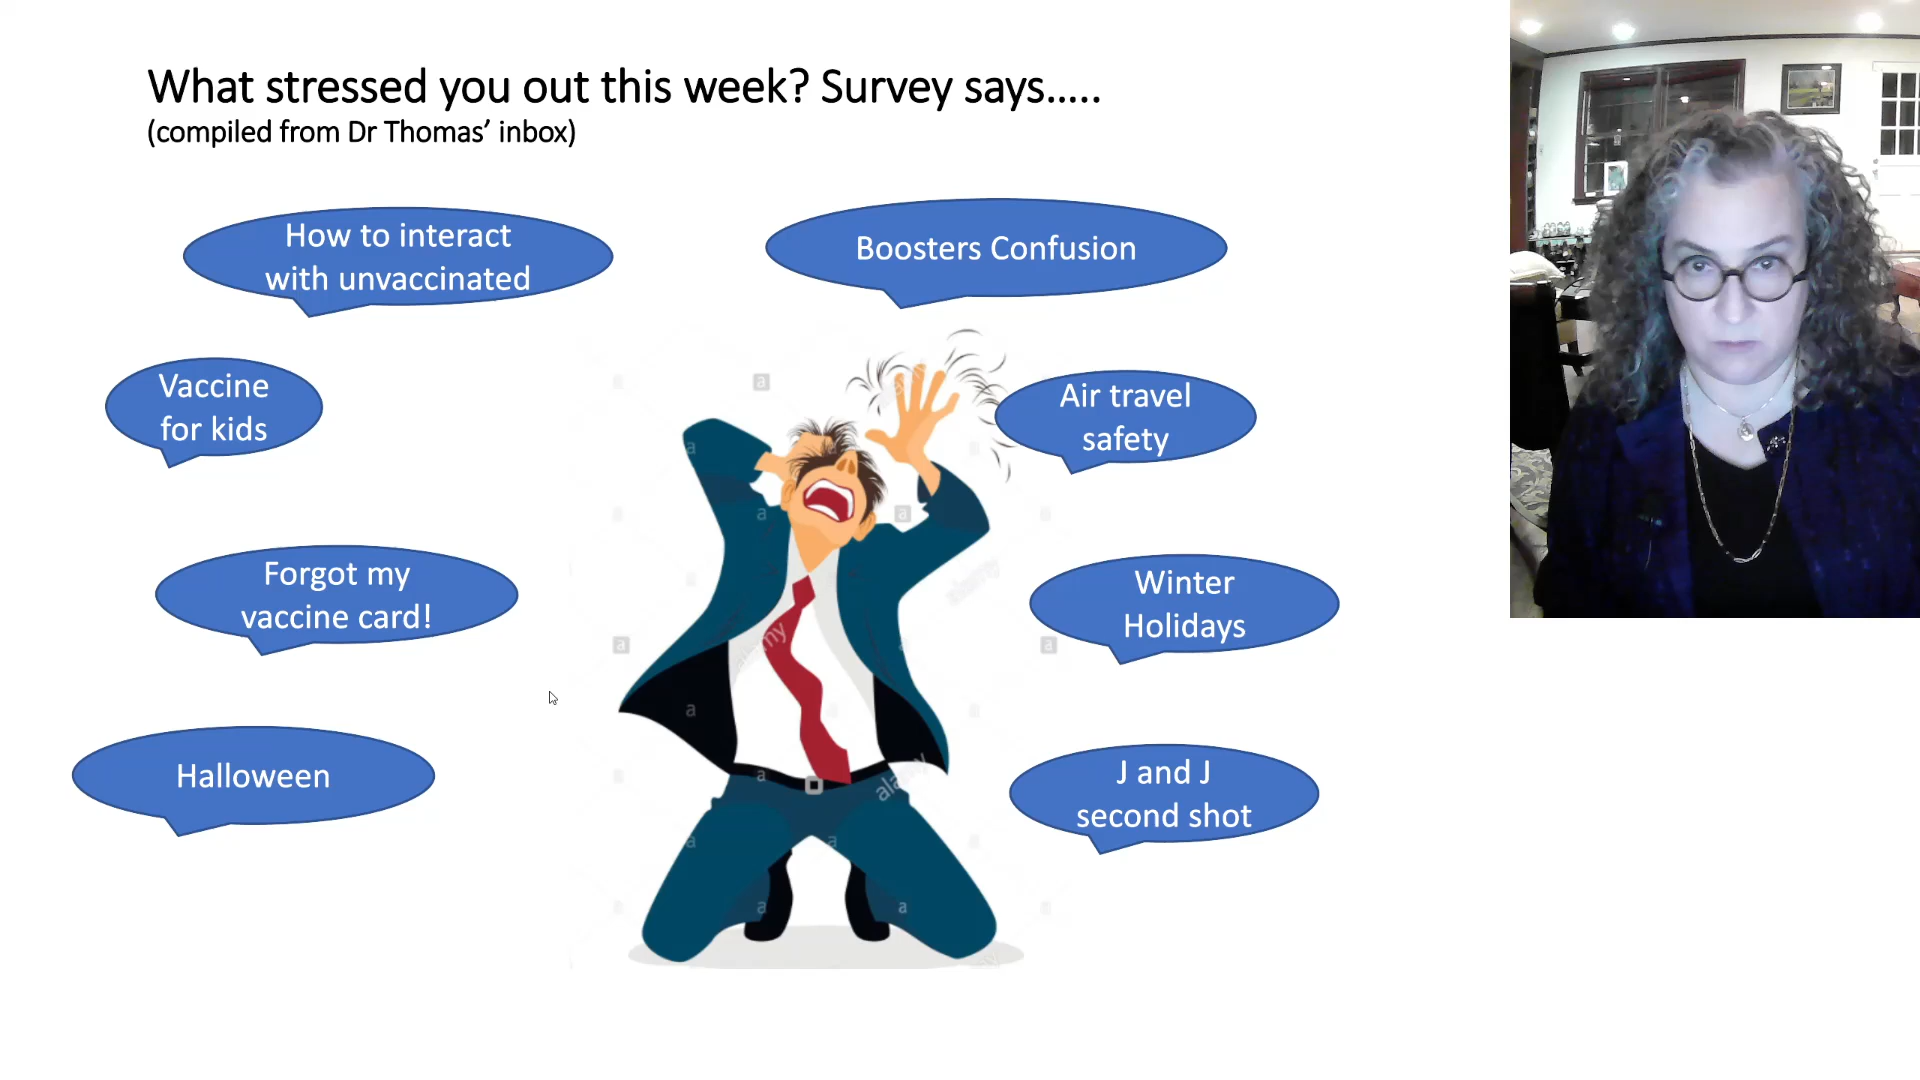 What stressed you out this week? Survey says…..
(compiled from Dr Thomas’ inbox)
How to interact
with unvaccinated
Boosters Confusion
Vaccine
for kids
Air travel
safety
Forgot my
vaccine card!
Winter
Holidays
Halloween
J and J
second shot
alamy
a